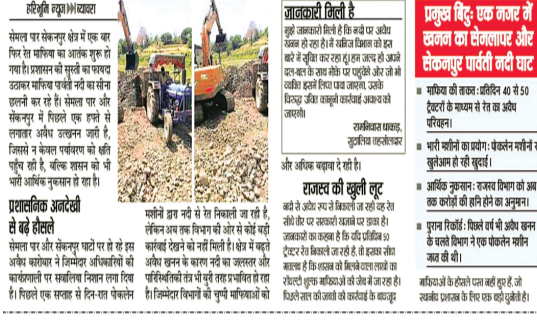 हरिभूमि न्यूज ▸▸ ब्यावरा
सेमला पार सेकनपुर क्षेत्र में एक बार
फिर रेत माफिया का आतंक शुरू हो
गया है। प्रशासन की सुस्ती का फायदा
उठाकर माफिया पार्वती नदी का सीना
छलनी कर रहे हैं। सेमला पार और
सेंकनपुर में पिछले एक हफ्ते से
लगातार अवैध उत्खनन जारी है,
जिससे न केवल पर्यावरण को क्षति
पहुँच रही है, बल्कि शासन को भी
भारी आर्थिक नुकसान हो रहा है।
प्रशासनिक अनदेखी
से बढ़े हौसले
सेमला पार और सेंकनपुर घाटों पर हो रहे इस
अवैध कारोबार ने जिम्मेदार अधिकारियों की
कार्यप्रणाली पर सवालिया निशान लगा दिया
है। पिछले एक सप्ताह से दिन-रात पोकलेन
मशीनों द्वारा नदी से रेत निकाली जा रही है,
लेकिन अब तक विभाग की ओर से कोई बड़ी
कार्रवाई देखने को नहीं मिली है। क्षेत्र में बढ़ते
अवैध खनन के कारण नदी का जलस्तर और
पारिस्थितिकी तंत्र भी बुरी तरह प्रभावित हो रहा
है। जिम्मेदार विभागों की चुप्पी माफियाओं को
जानकारी मिली है
मुझे जानकारी मिली है कि नदी पर अवैध
खनन हो रहा है। मैं खनिज विभाग को इस
बारे में सूचित कर रहा हूं। हम जल्द ही अपने
दल-बल के साथ मौके पर पहुंचेंगे और जो भी
व्यक्ति इसमें लिप्त पाया जाएगा, उसके
विरुद्ध उचित कानूनी कार्रवाई अवश्य की
जाएगी।
रामनिवास धाकड़,
सुठालिया तहसीलदार
और अधिक बढ़ावा दे रही है।
राजस्व की खुली लूट
नदी से अवैध रूप से निकाली जा रही यह रेत
सीधे तौर पर सरकारी खजाने पर डाका है।
जानकारों का कहना है कि यदि प्रतिदिन 50
ट्रैक्टर रेत निकाली जा रही है, तो इसका सीधा
मतलब है कि शासन को मिलने वाला लाखों का
रॉयल्टी शुल्क माफियाओं की जेब में जा रहा है।
पिछले साल की जब्ती की कार्रवाई के बावजूद
प्रमुख बिंदु: एक नजर में
खनन का सेमलापार और
सेकनपुर पार्वती नदी घाट
माफिया की ताकत : प्रतिदिन 40 से 50
ट्रैक्टरों के माध्यम से रेत का अवैध
परिवहन।
भारी मशीनों का प्रयोग : पोकलेन मशीनों से
खुलेआम हो रही खुदाई।
आर्थिक नुकसान : राजस्व विभाग को अब
तक करोड़ों की हानि होने का अनुमान।
पुराना रिकॉर्ड : पिछले वर्ष भी अवैध खनन
के चलते विभाग ने एक पोकलेन मशीन
जब्त की थी।
माफियाओं के हौसले पस्त नहीं हुए हैं, जो
स्थानीय प्रशासन के लिए एक बड़ी चुनौती है।